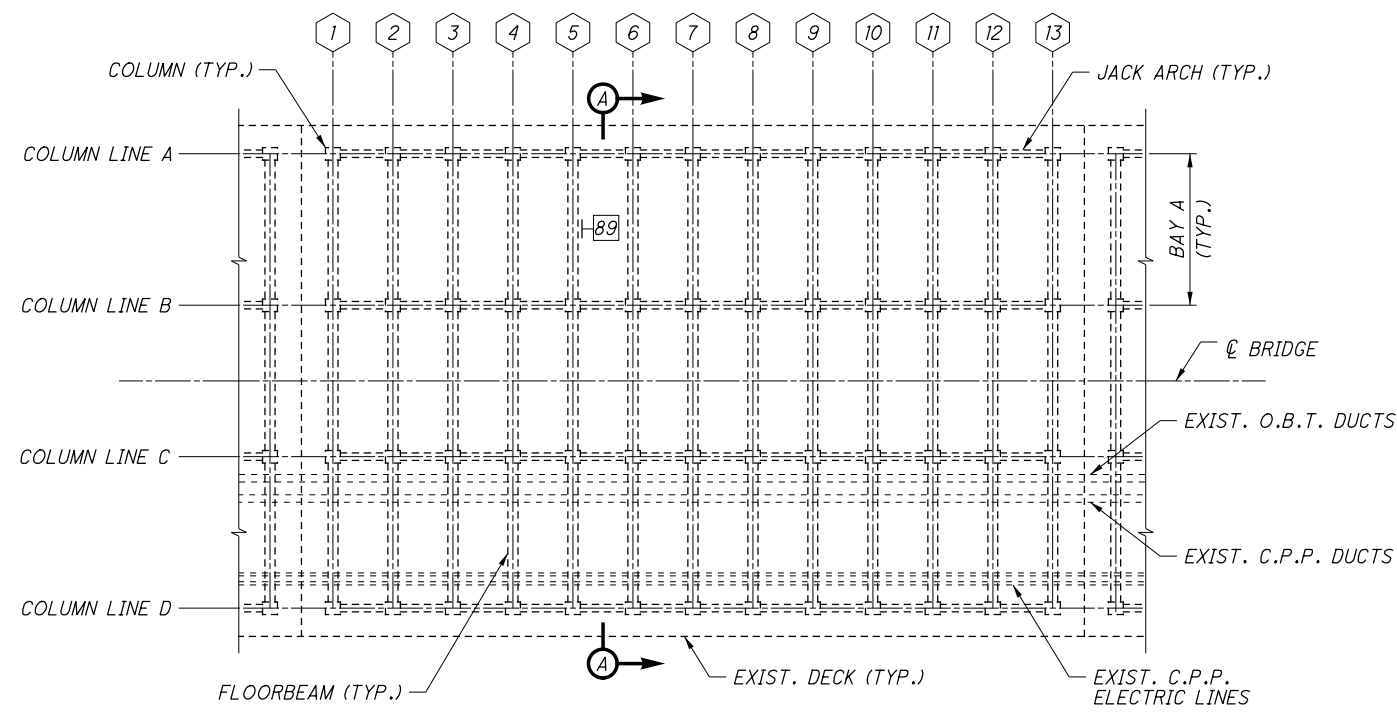 1 2 3 4 5 6 7 8 9 10 11 12 13
COLUMN (TYP.)
JACK ARCH (TYP.)
A
COLUMN LINE A
89
BAY A
(TYP.)
COLUMN LINE B
℄ BRIDGE
EXIST. O.B.T. DUCTS
COLUMN LINE C
EXIST. C.P.P. DUCTS
COLUMN LINE D
A
FLOORBEAM (TYP.)
EXIST. DECK (TYP.)
EXIST. C.P.P.
ELECTRIC LINES